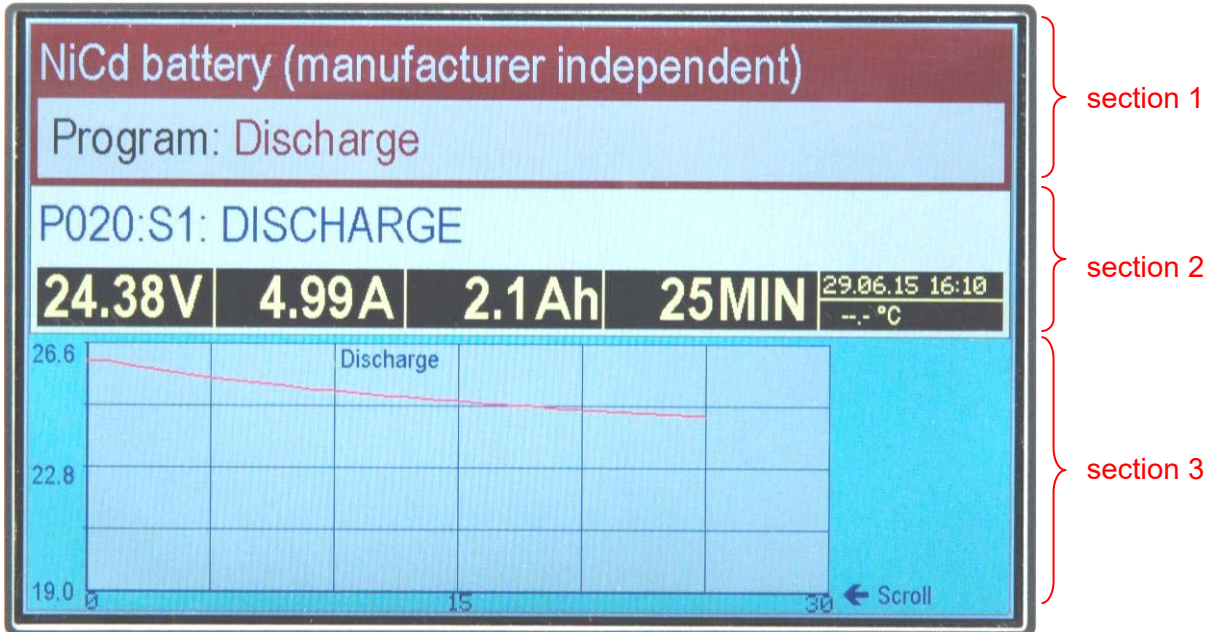 NiCd battery (manufacturer independent)
Program: Discharge
section 1
P020:S1: DISCHARGE
24.38V 4.99A 2.1Ah 25MIN 29.06.15 16:10
--.- °C
section 2
26.6
Discharge
22.8
19.0
0 15 30
← Scroll
section 3